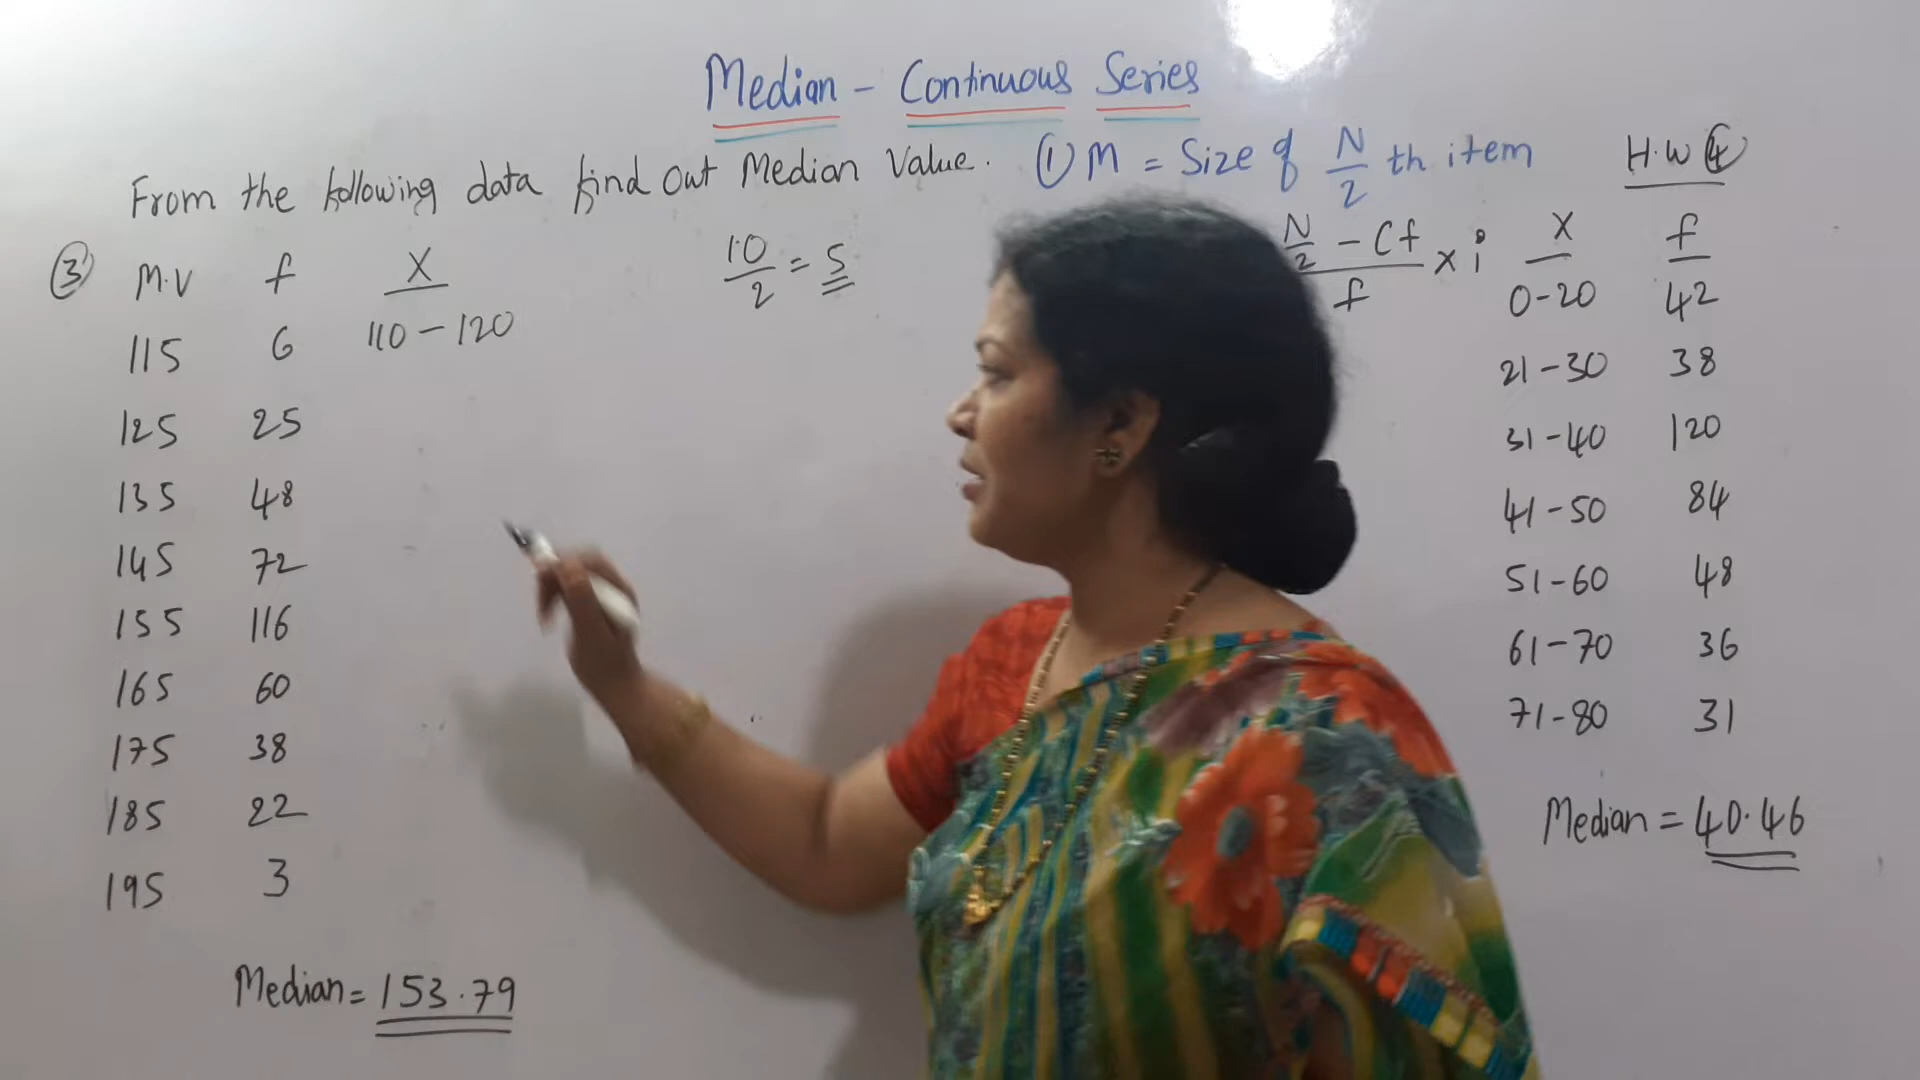 Median - Continuous Series
From the following data find out Median Value.
① M = Size of N/2 th item
N/2 - Cf
f
× i
H.W ④
③ M.V f X
115 6 110 - 120
125 25
135 48
145 72
155 116
165 60
175 38
185 22
195 3
Median = 153.79
10/2 = 5
X f
0-20 42
21-30 38
31-40 120
41-50 84
51-60 48
61-70 36
71-80 31
Median = 40.46